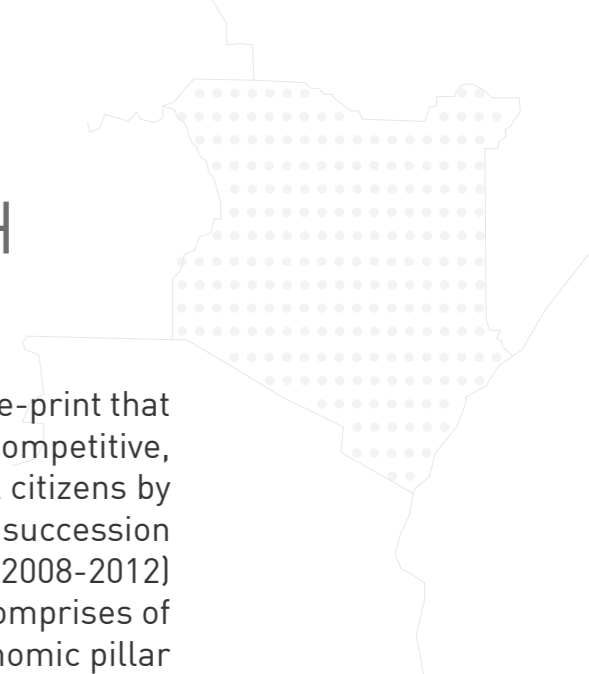 H
e-print that
ompetitive,
citizens by
succession
2008-2012)
omprises of
nomic pillar